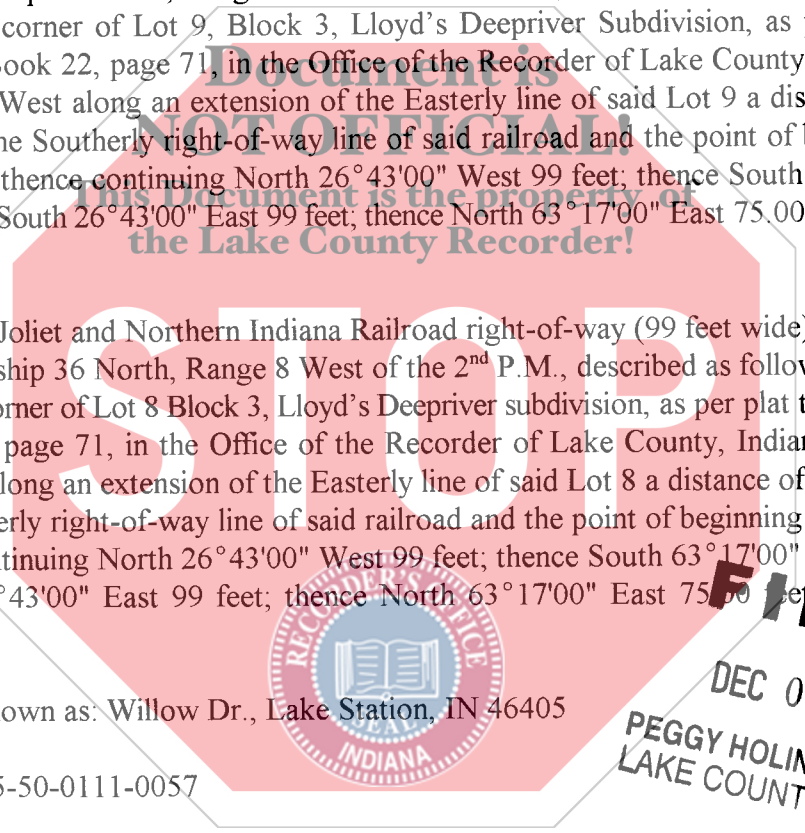 corner of Lot 9, Block 3, Lloyd's Deepriver Subdivision, as
Book 22, page 71, in the Office of the Recorder of Lake County
West along an extension of the Easterly line of said Lot 9 a dis
he Southerly right-of-way line of said railroad and the point of
thence continuing North 26°43'00" West 99 feet; thence South
South 26°43'00" East 99 feet; thence North 63°17'00" East 75.00
Document is
NOT OFFICIAL!
This Document is the property of
the Lake County Recorder!
STOP
Joliet and Northern Indiana Railroad right-of-way (99 feet wide)
ship 36 North, Range 8 West of the 2nd P.M., described as follow
orner of Lot 8 Block 3, Lloyd's Deepriver subdivision, as per plat t
page 71, in the Office of the Recorder of Lake County, Indian
long an extension of the Easterly line of said Lot 8 a distance of
erly right-of-way line of said railroad and the point of beginning
tinuing North 26°43'00" West 99 feet; thence South 63°17'00"
°43'00" East 99 feet; thence North 63°17'00" East 75.00 feet
RECORDER'S OFFICE
SEAL
INDIANA
own as: Willow Dr., Lake Station, IN 46405
DEC 0
PEGGY HOLIN
LAKE COUNT
5-50-0111-0057